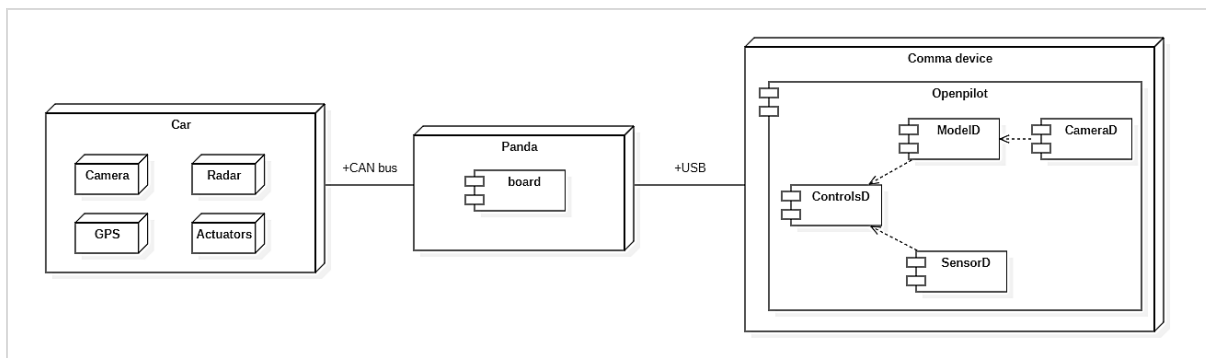 Car
Camera
Radar
GPS
Actuators
+CAN bus
Panda
board
+USB
Comma device
Openpilot
ModelD
CameraD
ControlsD
SensorD